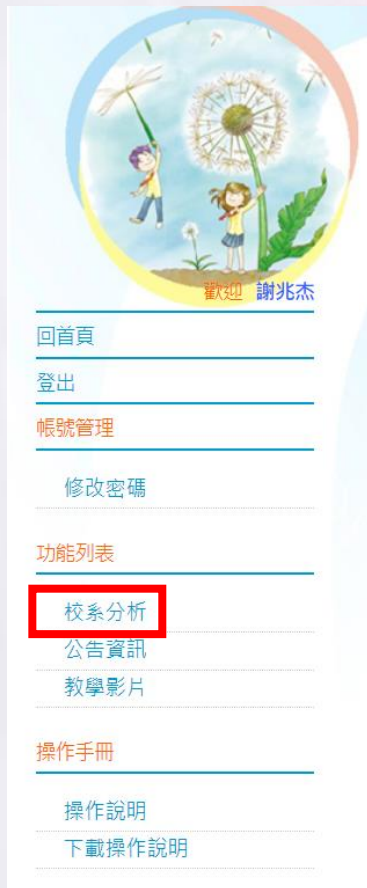 歡迎 謝兆杰
回首頁
登出
帳號管理
修改密碼
功能列表
校系分析
公告資訊
教學影片
操作手冊
操作說明
下載操作說明